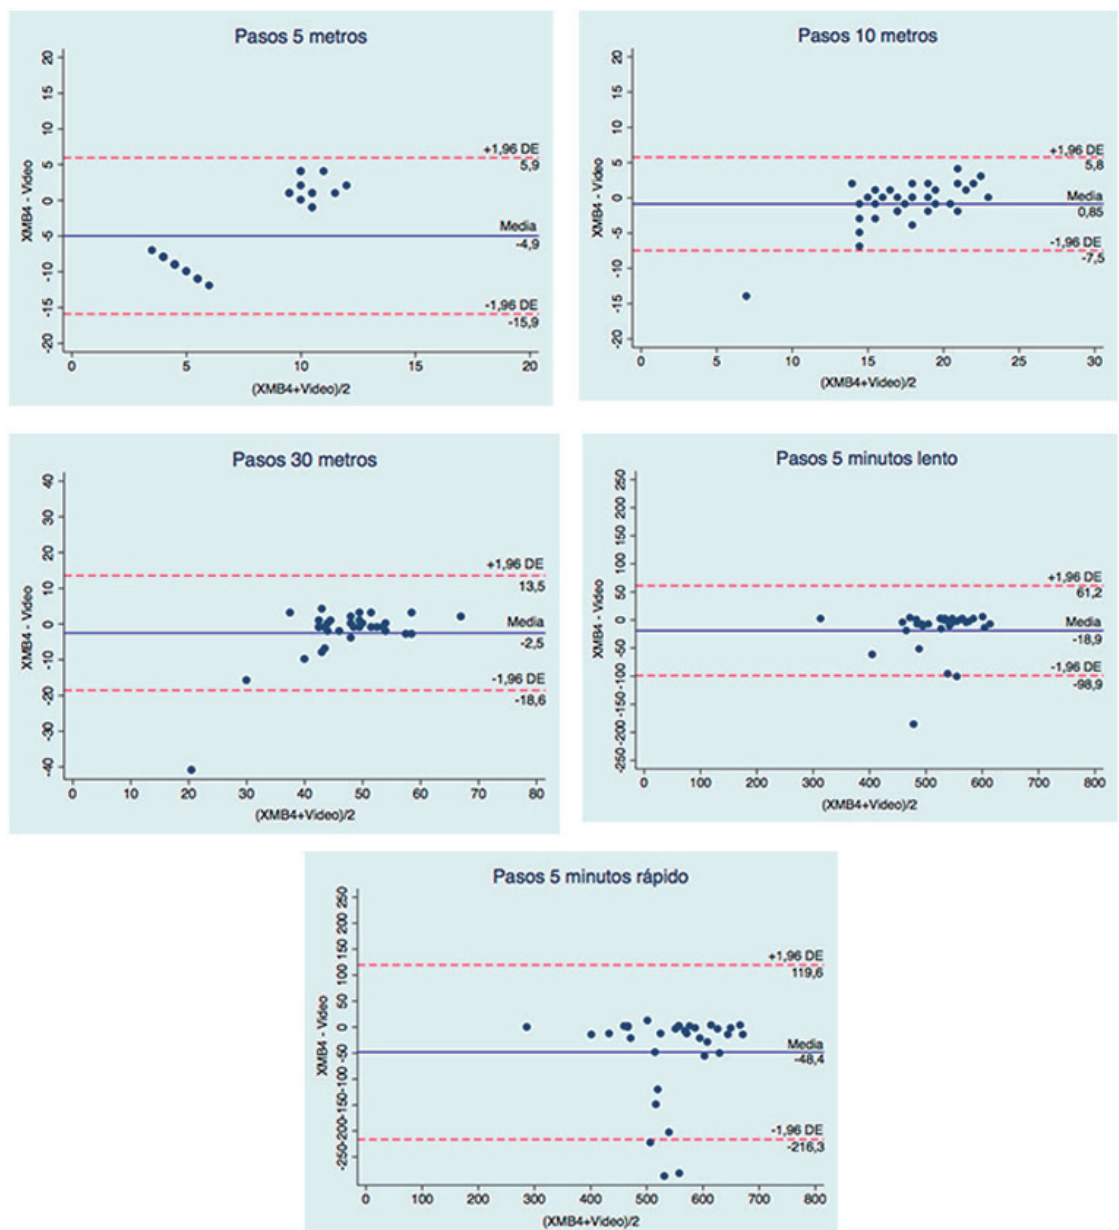 Pasos 5 metros
XMB4 - Video
20
15
10
5
0
-5
-10
-15
-20
+1,96 DE
5,9
Media
-4,9
-1,96 DE
-15,9
0 5 10 15 20
(XMB4+Video)/2
Pasos 10 metros
XMB4 - Video
20
15
10
5
0
-5
-10
-15
-20
+1,96 DE
5,8
Media
0,85
-1,96 DE
-7,5
0 5 10 15 20 25 30
(XMB4+Video)/2
Pasos 30 metros
XMB4 - Video
40
30
20
10
0
-10
-20
-30
-40
+1,96 DE
13,5
Media
-2,5
-1,96 DE
-18,6
0 10 20 30 40 50 60 70 80
(XMB4+Video)/2
Pasos 5 minutos lento
XMB4 - Video
250
200
150
100
50
0
-50
-100
-150
-200
-250
+1,96 DE
61,2
Media
-18,9
-1,96 DE
-98,9
0 100 200 300 400 500 600 700 800
(XMB4+Video)/2
Pasos 5 minutos rápido
XMB4 - Video
250
200
150
100
50
0
-50
-100
-150
-200
-250
+1,96 DE
119,6
Media
-48,4
-1,96 DE
-216,3
0 100 200 300 400 500 600 700 800
(XMB4+Video)/2